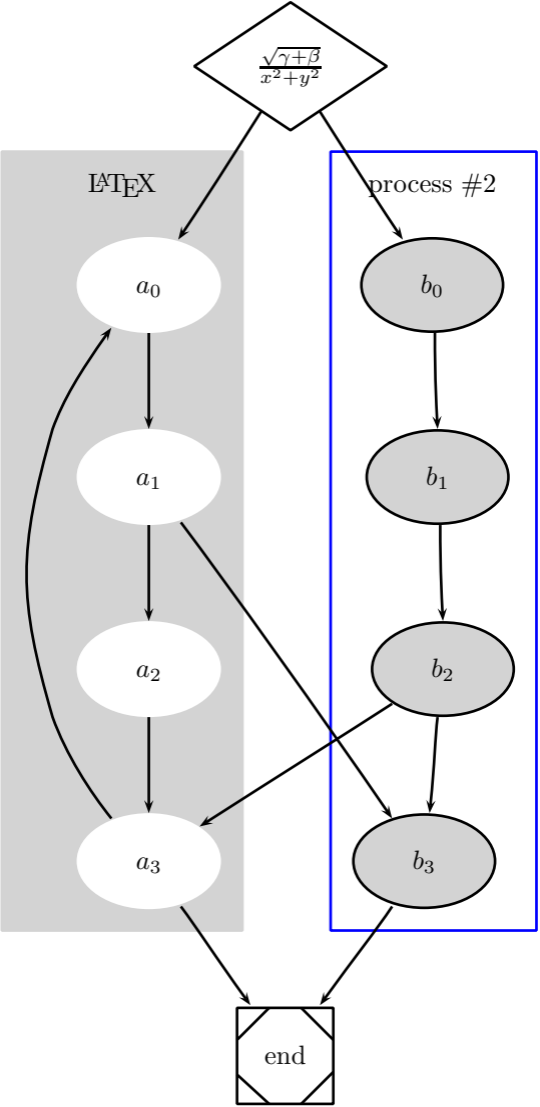 √γ+β
x²+y²
LATEX
process #2
a₀
b₀
a₁
b₁
a₂
b₂
a₃
b₃
end